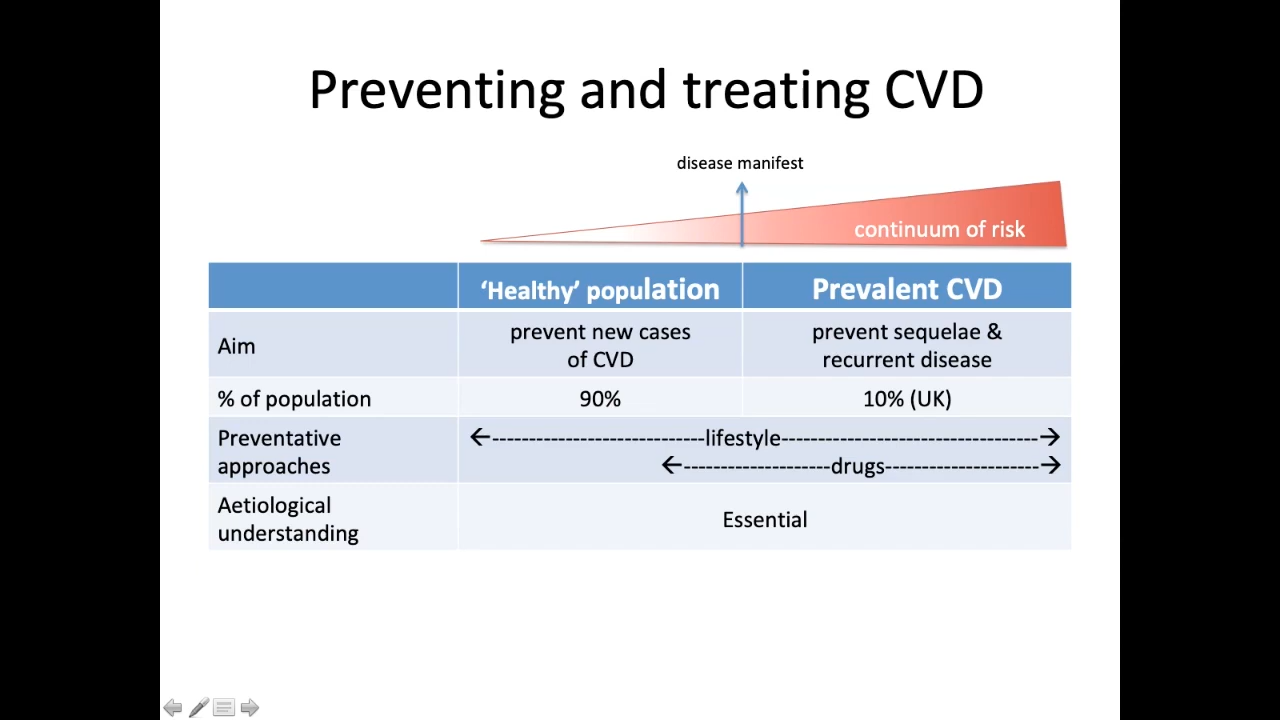 Preventing and treating CVD
disease manifest
continuum of risk
‘Healthy’ population
Prevalent CVD
Aim
prevent new cases
of CVD
prevent sequelae &
recurrent disease
% of population
90%
10% (UK)
Preventative
approaches
←-----------------------------lifestyle-----------------------------------→
←--------------------drugs---------------------→
Aetiological
understanding
Essential